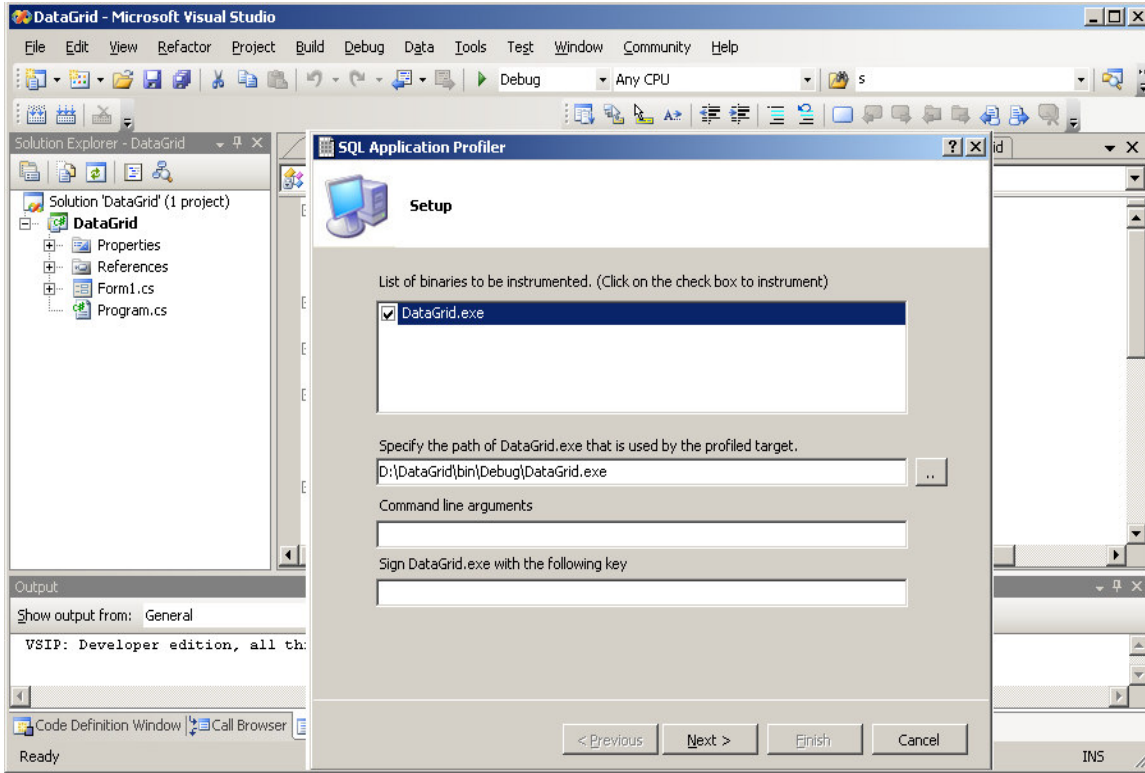 DataGrid - Microsoft Visual Studio
File Edit View Refactor Project Build Debug Data Tools Test Window Community Help
Debug Any CPU s
Solution Explorer - DataGrid
Solution 'DataGrid' (1 project)
DataGrid
Properties
References
Form1.cs
Program.cs
SQL Application Profiler
id
Setup
List of binaries to be instrumented. (Click on the check box to instrument)
DataGrid.exe
Specify the path of DataGrid.exe that is used by the profiled target.
D:\DataGrid\bin\Debug\DataGrid.exe
..
Command line arguments
Sign DataGrid.exe with the following key
Output
Show output from: General
VSIP: Developer edition, all th
Code Definition Window Call Browser
< Previous Next > Finish Cancel
Ready INS